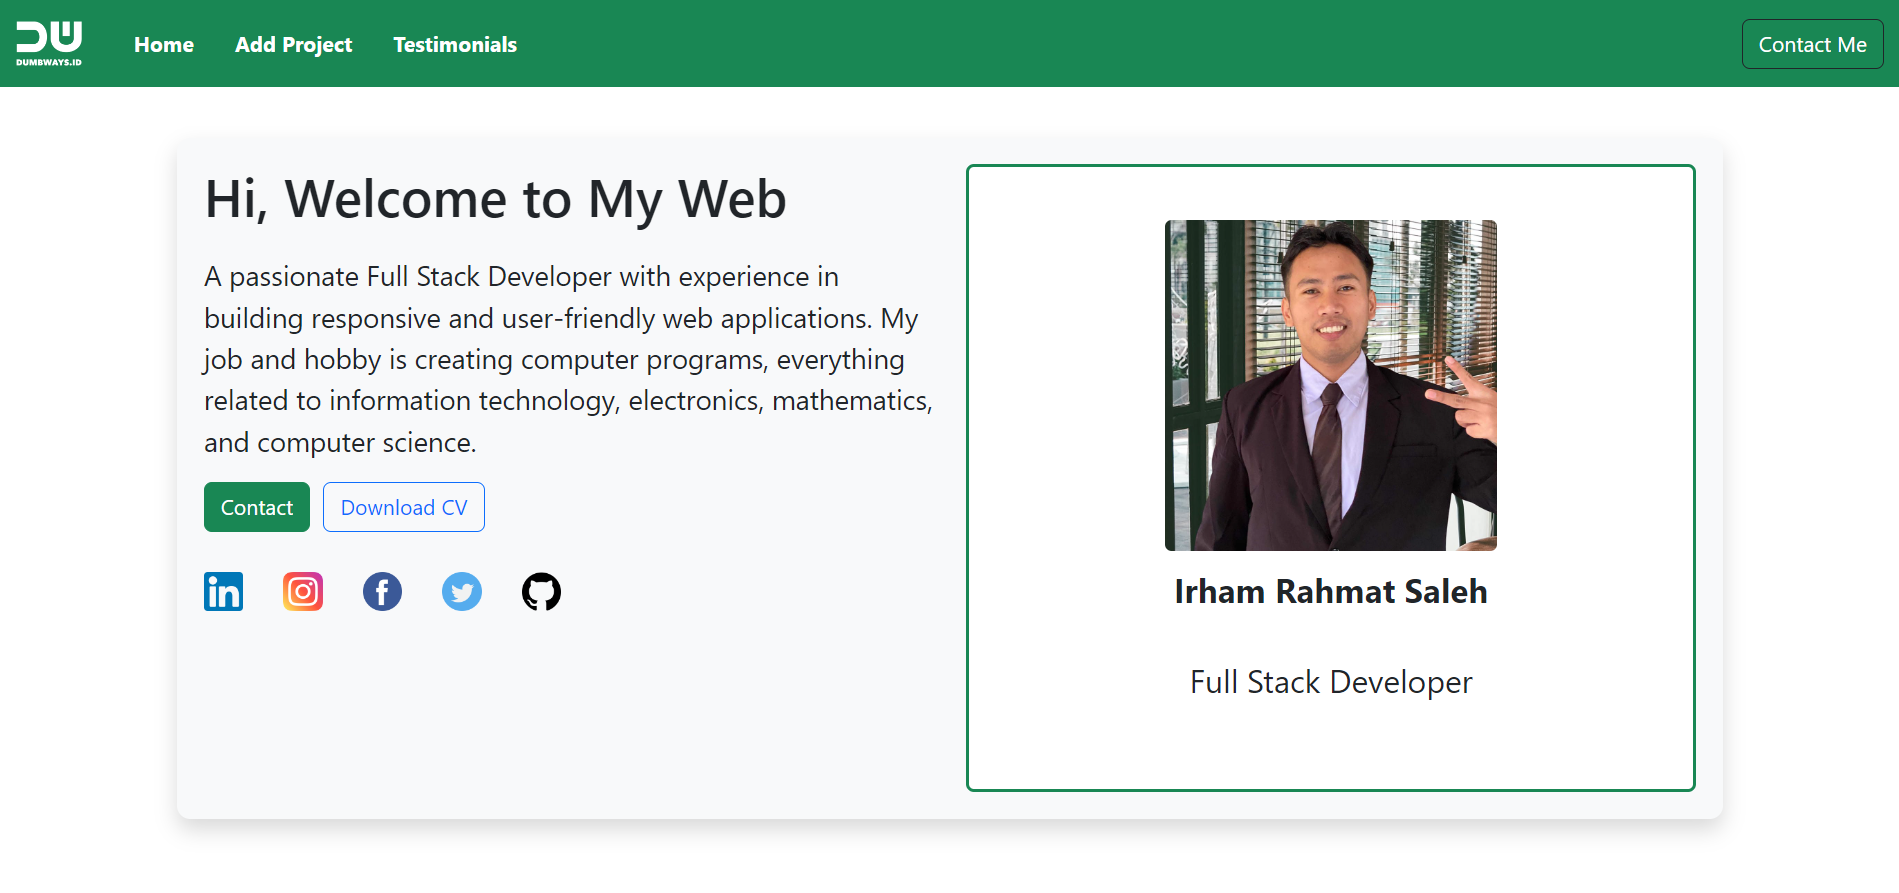 DUMBWAYS.ID
Home
Add Project
Testimonials
Contact Me
Hi, Welcome to My Web
A passionate Full Stack Developer with experience in
building responsive and user-friendly web applications. My
job and hobby is creating computer programs, everything
related to information technology, electronics, mathematics,
and computer science.
Contact
Download CV
Irham Rahmat Saleh
Full Stack Developer